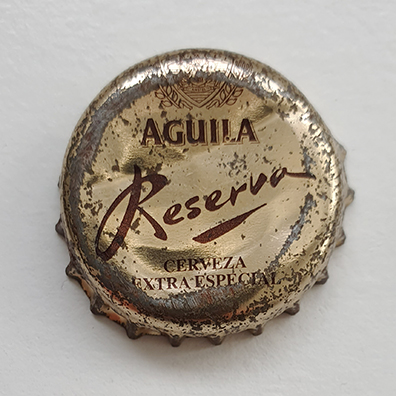 AGUILA
Reserva
CERVEZA
EXTRA ESPECIAL